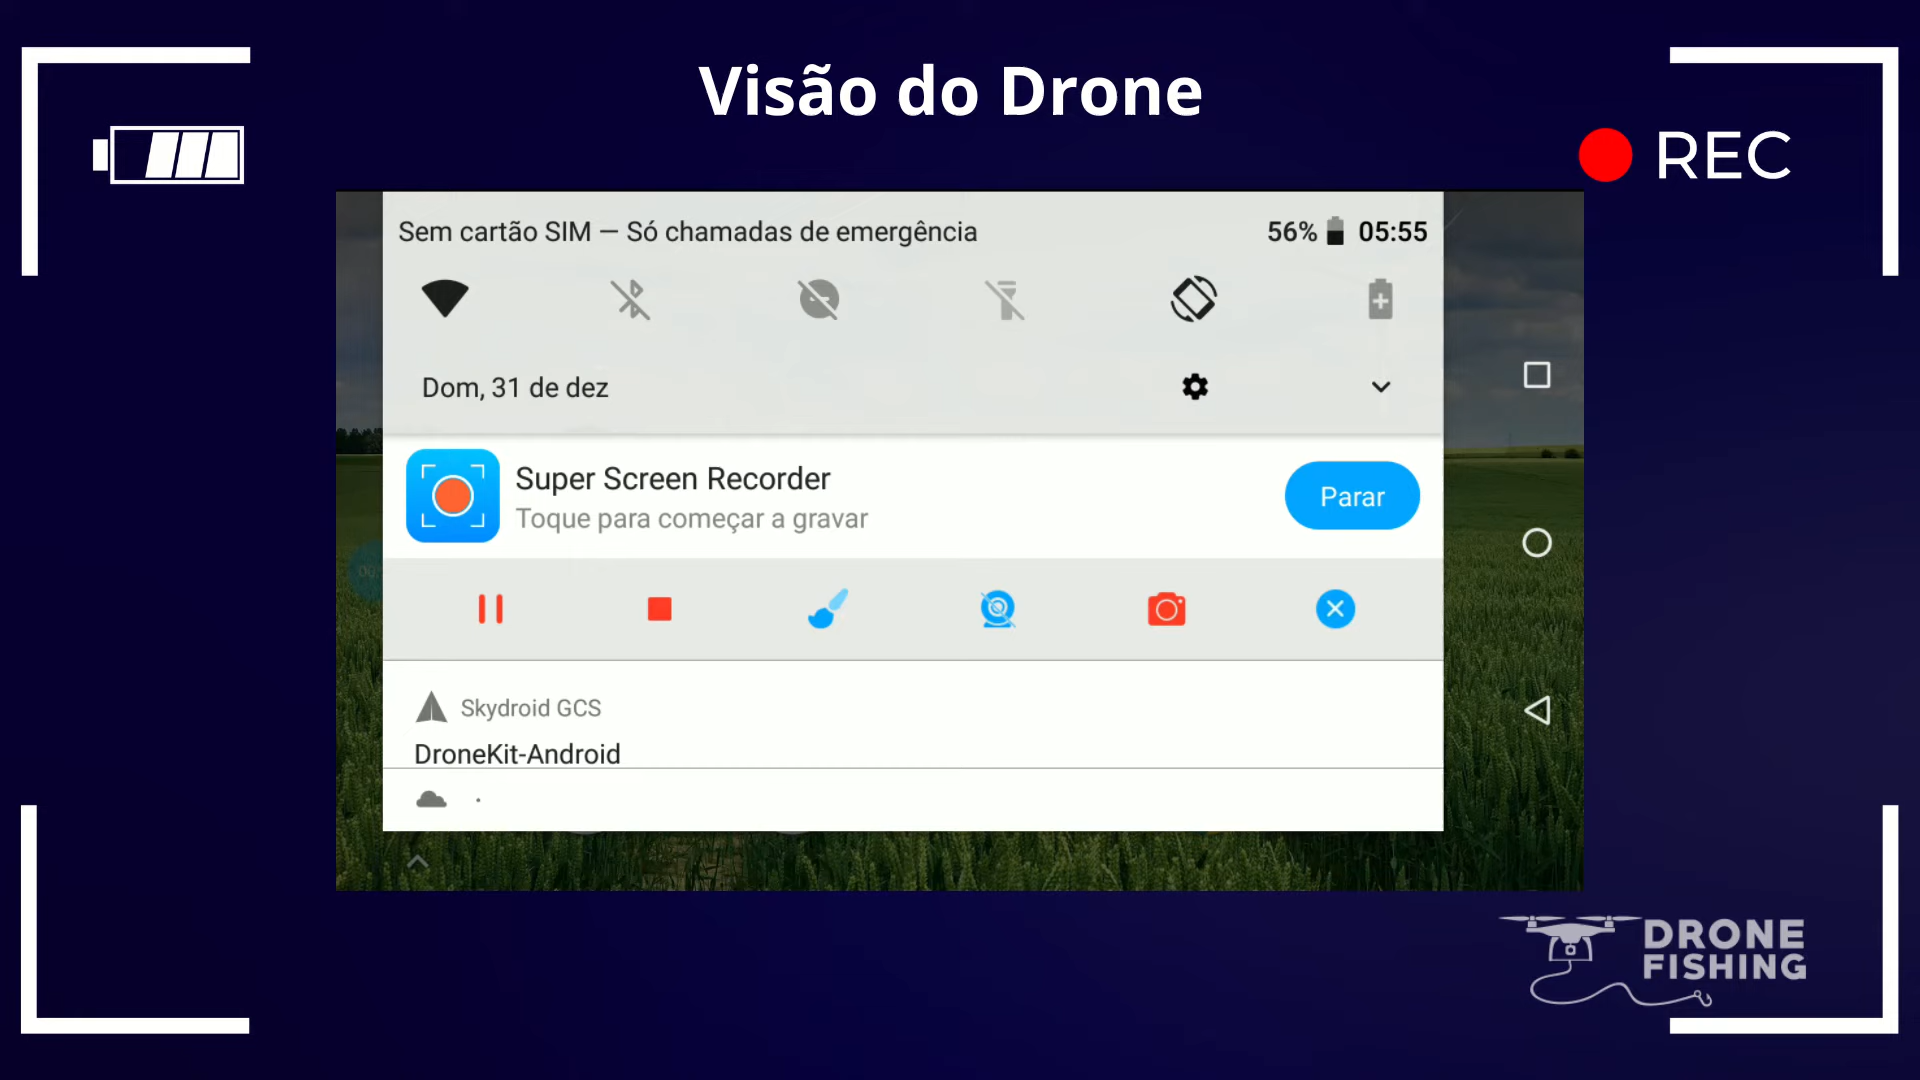 Visão do Drone
REC
Sem cartão SIM — Só chamadas de emergência
56% 05:55
Dom, 31 de dez
Super Screen Recorder
Toque para começar a gravar
Parar
Skydroid GCS
DroneKit-Android
DRONE
FISHING